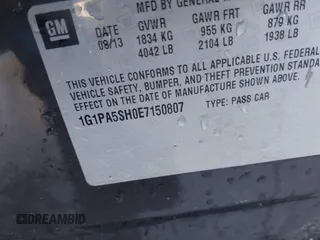 GM
MFD BY GENERAL
DATE GVWR GAWR FRT GAWR RR
09/13 1834 KG 955 KG 879 KG
4042 LB 2104 LB 1938 LB
THIS VEHICLE CONFORMS TO ALL APPLICABLE U.S. FEDERAL
VEHICLE SAFETY, BUMPER, AND THEFT PREVENTION STANDARDS
EFFECT ON THE DATE OF MANUFACTURE SHOWN ABOVE.
1G1PA5SH0E7150807 TYPE: PASS CAR
DREAMBID